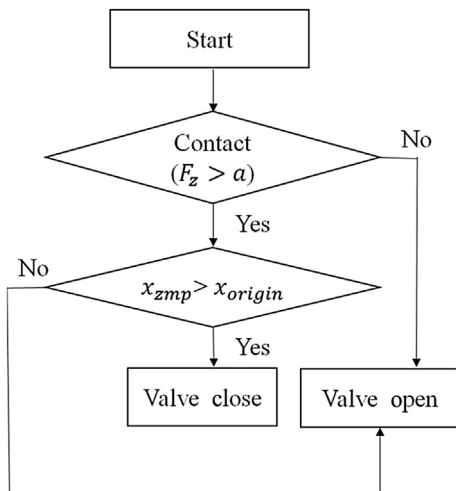 Start
Contact
(F_z > a)
No
Yes
No
x_zmp > x_origin
Yes
Valve close
Valve open